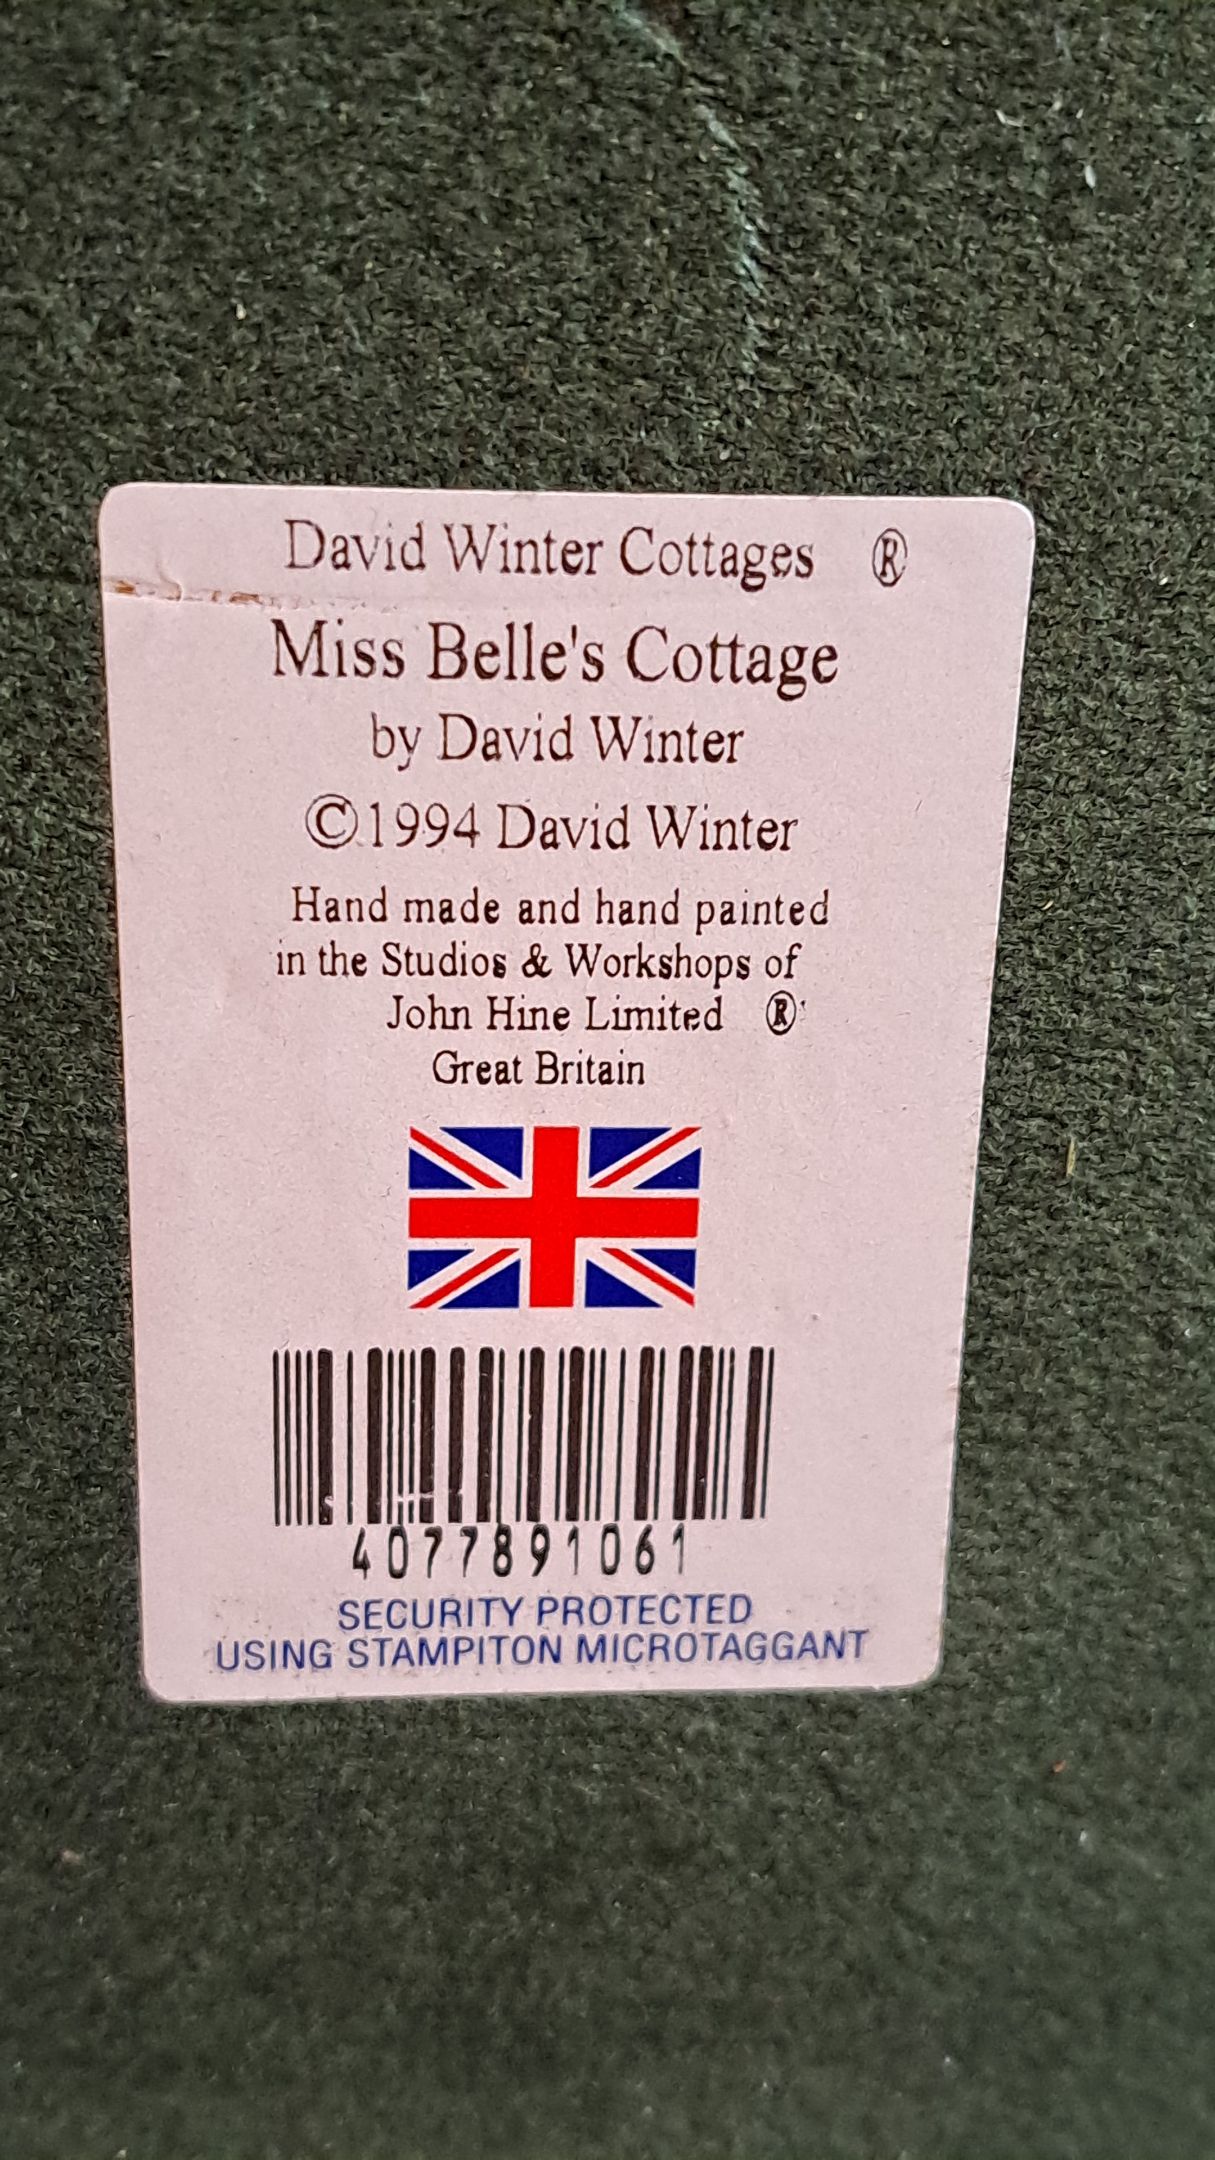 David Winter Cottages ®
Miss Belle's Cottage
by David Winter
©1994 David Winter
Hand made and hand painted
in the Studios & Workshops of
John Hine Limited ®
Great Britain
4077891061
SECURITY PROTECTED
USING STAMPITON MICROTAGGANT